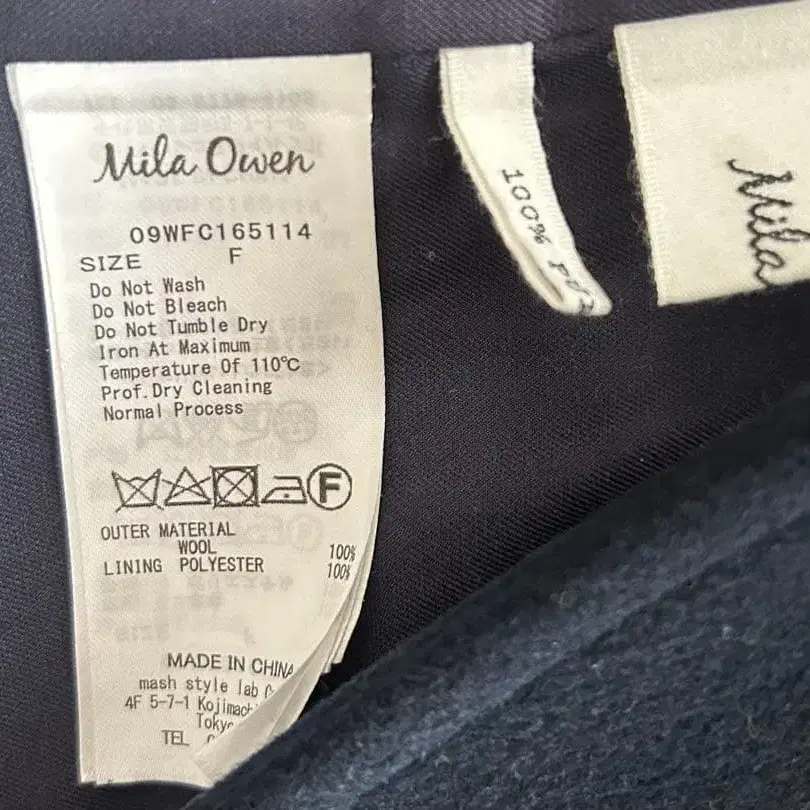 Mila Owen
09WFC165114
SIZE F
Do Not Wash
Do Not Bleach
Do Not Tumble Dry
Iron At Maximum
Temperature Of 110℃
Prof.Dry Cleaning
Normal Process
F
OUTER MATERIAL
WOOL 100%
LINING POLYESTER 100%
MADE IN CHINA
mash style lab
4F 5-7-1
TEL
100%
Mila